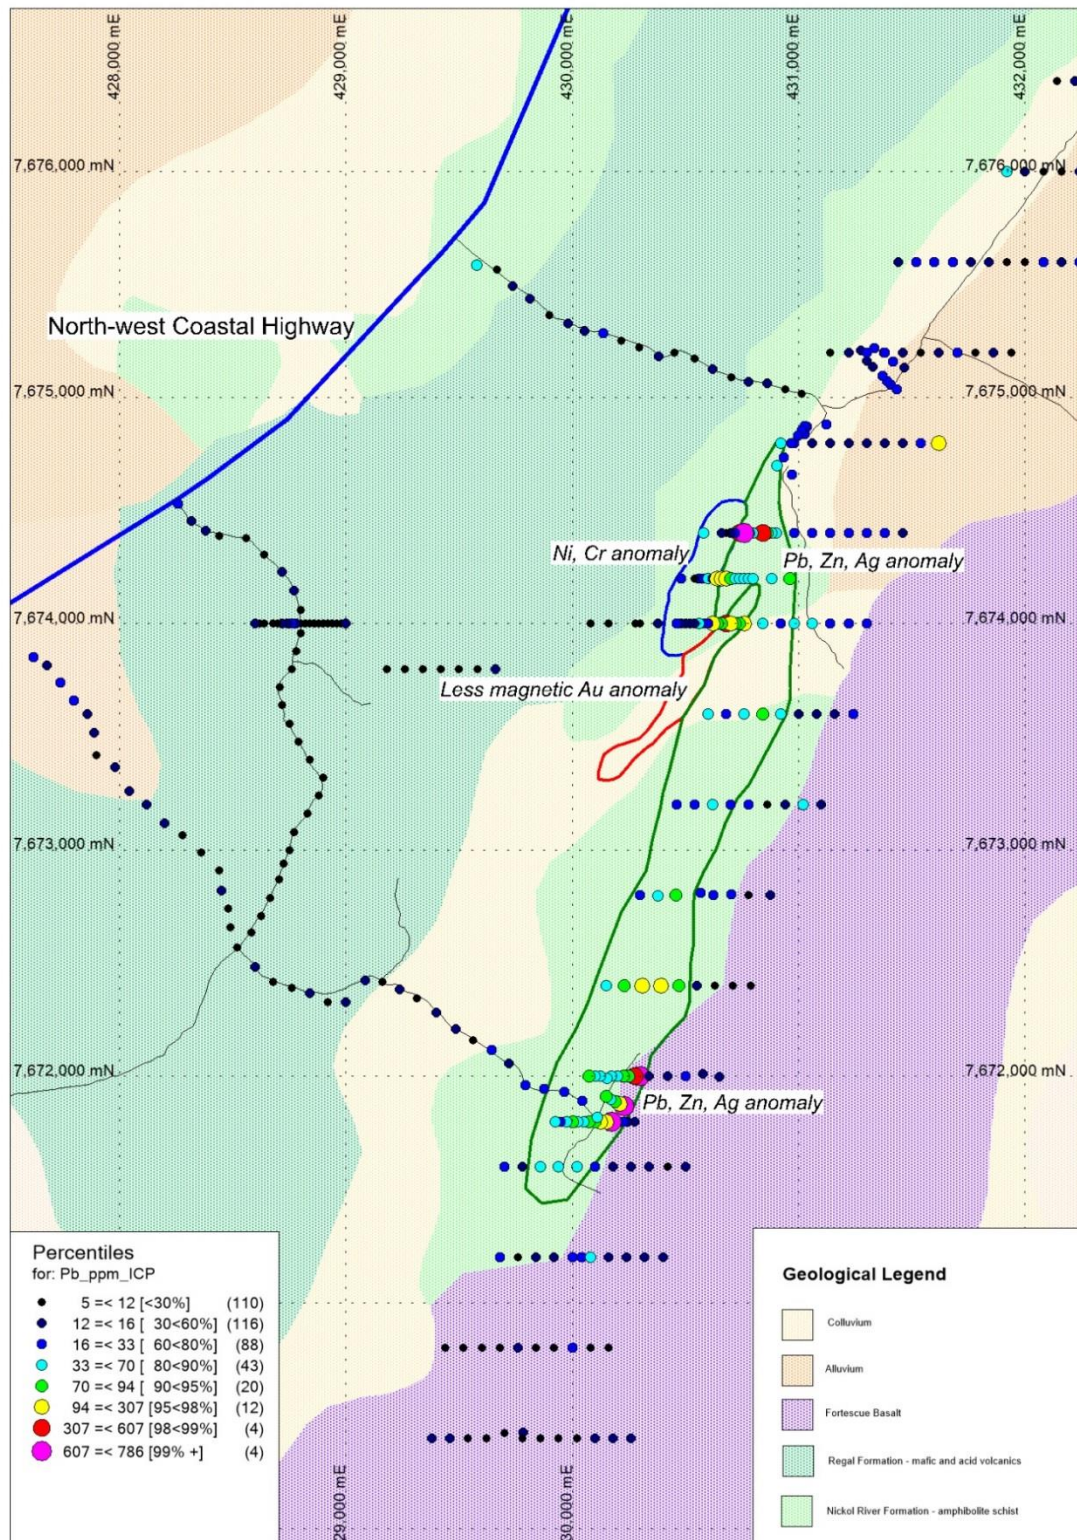 428,000 mE
429,000 mE
430,000 mE
431,000 mE
432,000 mE
7,676,000 mN
7,676,000 mN
North-west Coastal Highway
7,675,000 mN
7,675,000 mN
Ni, Cr anomaly
Pb, Zn, Ag anomaly
7,674,000 mN
7,674,000 mN
Less magnetic Au anomaly
7,673,000 mN
7,673,000 mN
7,672,000 mN
7,672,000 mN
Pb, Zn, Ag anomaly
Percentiles
for: Pb_ppm_ICP
5 =< 12 [<30%] (110)
12 =< 16 [ 30<60%] (116)
16 =< 33 [ 60<80%] (88)
33 =< 70 [ 80<90%] (43)
70 =< 94 [ 90<95%] (20)
94 =< 307 [95<98%] (12)
307 =< 607 [98<99%] (4)
607 =< 786 [99% +] (4)
29,000 mE
30,000 mE
Geological Legend
Colluvium
Alluvium
Fortescue Basalt
Regal Formation - mafic and acid volcanics
Nickol River Formation - amphibolite schist